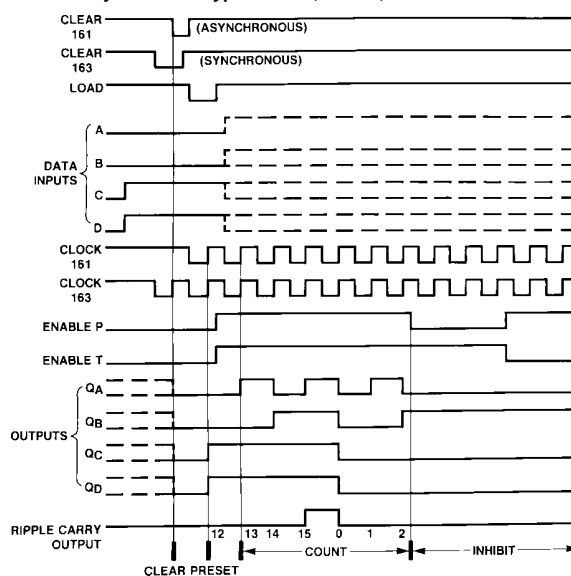 CLEAR
161
(ASYNCHRONOUS)
CLEAR
163
(SYNCHRONOUS)
LOAD
DATA
INPUTS
A
B
C
D
CLOCK
161
CLOCK
163
ENABLE P
ENABLE T
OUTPUTS
QA
QB
QC
QD
RIPPLE CARRY
OUTPUT
12 13 14 15 0 1 2
COUNT
INHIBIT
CLEAR PRESET